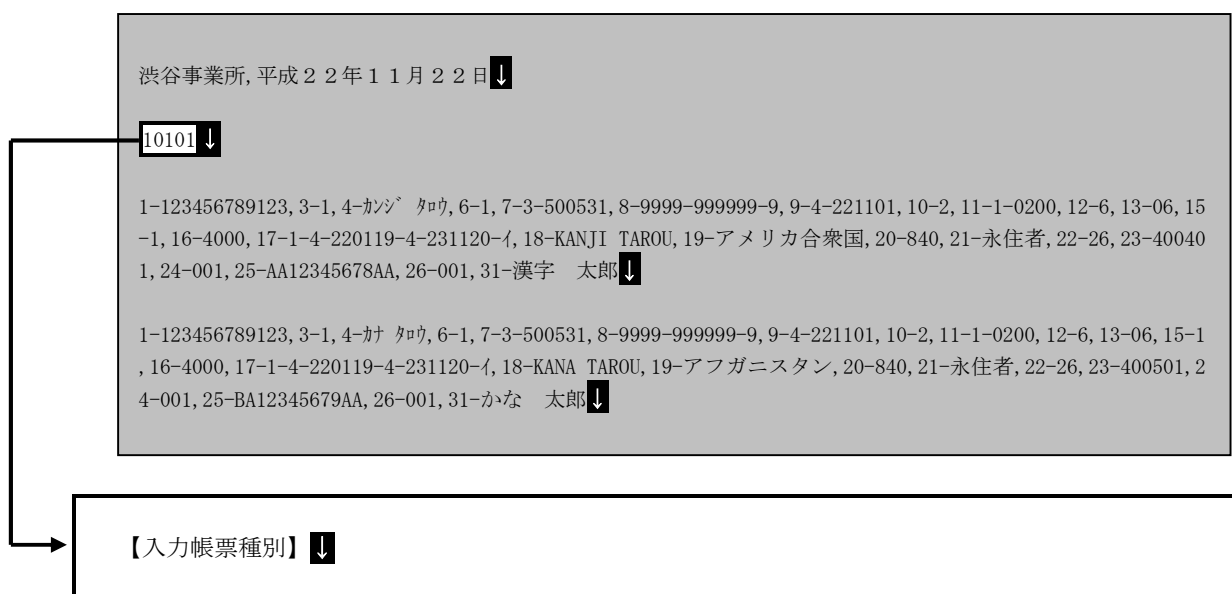 渋谷事業所,平成２２年１１月２２日↓
10101↓
1-123456789123,3-1,4-ｶﾝｼﾞ ﾀﾛｳ,6-1,7-3-500531,8-9999-999999-9,9-4-221101,10-2,11-1-0200,12-6,13-06,15
-1,16-4000,17-1-4-220119-4-231120-ｲ,18-KANJI TAROU,19-アメリカ合衆国,20-840,21-永住者,22-26,23-40040
1,24-001,25-AA12345678AA,26-001,31-漢字　太郎↓
1-123456789123,3-1,4-ｶﾅ ﾀﾛｳ,6-1,7-3-500531,8-9999-999999-9,9-4-221101,10-2,11-1-0200,12-6,13-06,15-1
,16-4000,17-1-4-220119-4-231120-ｲ,18-KANA TAROU,19-アフガニスタン,20-840,21-永住者,22-26,23-400501,2
4-001,25-BA12345679AA,26-001,31-かな　太郎↓
【入力帳票種別】↓